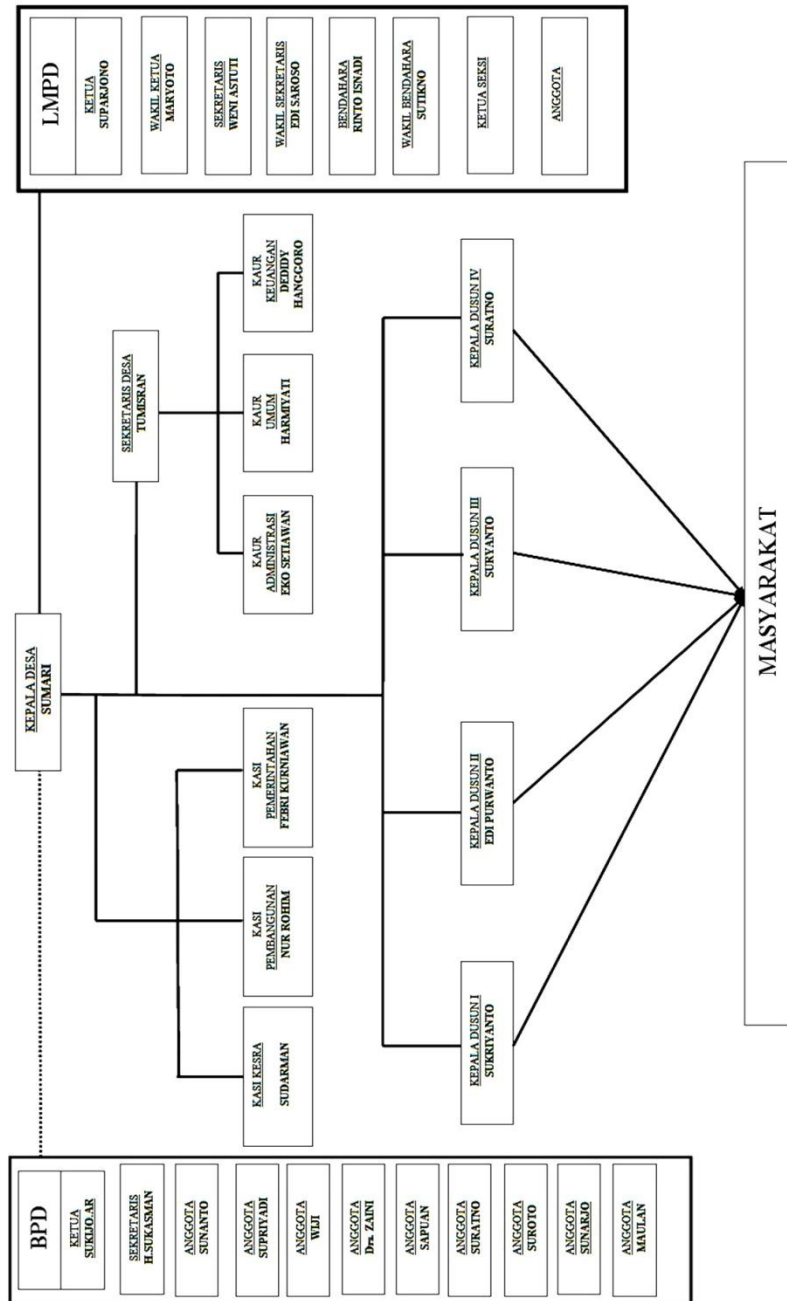 BPD
KETUA
SUKIJO.AR
SEKRETARIS
H.SUKASMAN
ANGGOTA
SUNANTO
ANGGOTA
SUPRIYADI
ANGGOTA
WIJI
ANGGOTA
Drs. ZAINI
ANGGOTA
SAPUAN
ANGGOTA
SURATNO
ANGGOTA
SUROTO
ANGGOTA
SUNARJO
ANGGOTA
MAULAN
KEPALA DESA
SUMARI
SEKRETARIS DESA
TUMISRAN
KASI KESRA
SUDARMAN
KASI
PEMBANGUNAN
NUR ROHIM
KASI
PEMERINTAHAN
FEBRI KURNIAWAN
KAUR
ADMINISTRASI
EKO SETIAWAN
KAUR
UMUM
HARMIYATI
KAUR
KEUANGAN
DEDIDY
HANGGORO
KEPALA DUSUN I
SUKRIYANTO
KEPALA DUSUN II
EDI PURWANTO
KEPALA DUSUN III
SURYANTO
KEPALA DUSUN IV
SURATNO
LMPD
KETUA
SUPARJONO
WAKIL KETUA
MARYOTO
SEKRETARIS
WENI ASTUTI
WAKIL SEKRETARIS
EDI SAROSO
BENDAHARA
RINTO ISNADI
WAKIL BENDAHARA
SUTIKNO
KETUA SEKSI
ANGGOTA
MASYARAKAT